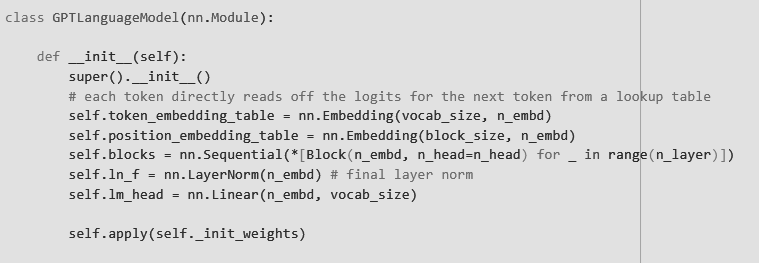 class GPTLanguageModel(nn.Module):
def __init__(self):
super().__init__()
# each token directly reads off the logits for the next token from a lookup table
self.token_embedding_table = nn.Embedding(vocab_size, n_embd)
self.position_embedding_table = nn.Embedding(block_size, n_embd)
self.blocks = nn.Sequential(*[Block(n_embd, n_head=n_head) for _ in range(n_layer)])
self.ln_f = nn.LayerNorm(n_embd) # final layer norm
self.lm_head = nn.Linear(n_embd, vocab_size)
self.apply(self._init_weights)